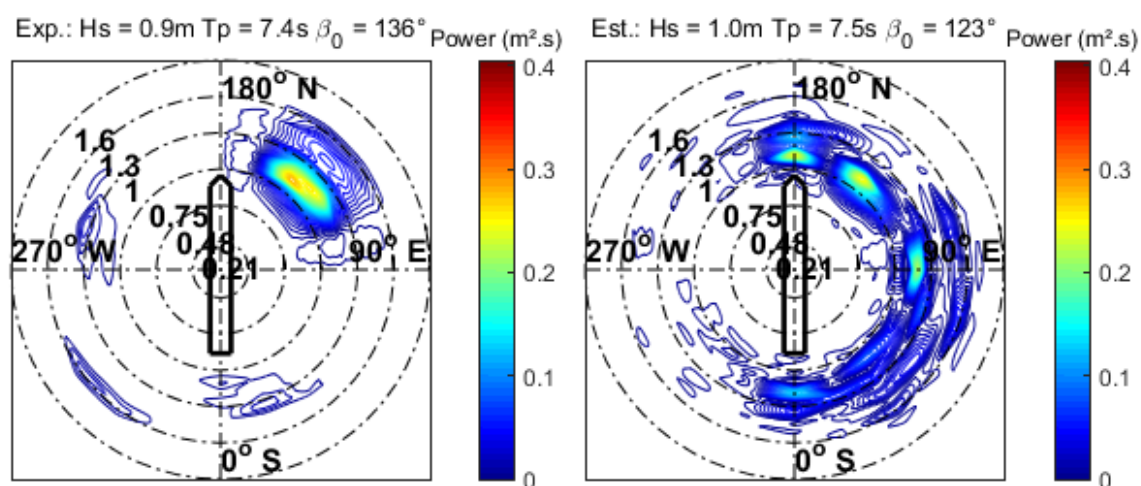 Exp.: Hs = 0.9m Tp = 7.4s β₀ = 136°
Power (m².s)
180° N
1.6
1.3
1
0,75
0,48
0.21
270° W
90° E
0° S
0.4
0.3
0.2
0.1
0
Est.: Hs = 1.0m Tp = 7.5s β₀ = 123°
Power (m².s)
180° N
1.6
1.3
1
0,75
0,48
0.21
270° W
90° E
0° S
0.4
0.3
0.2
0.1
0